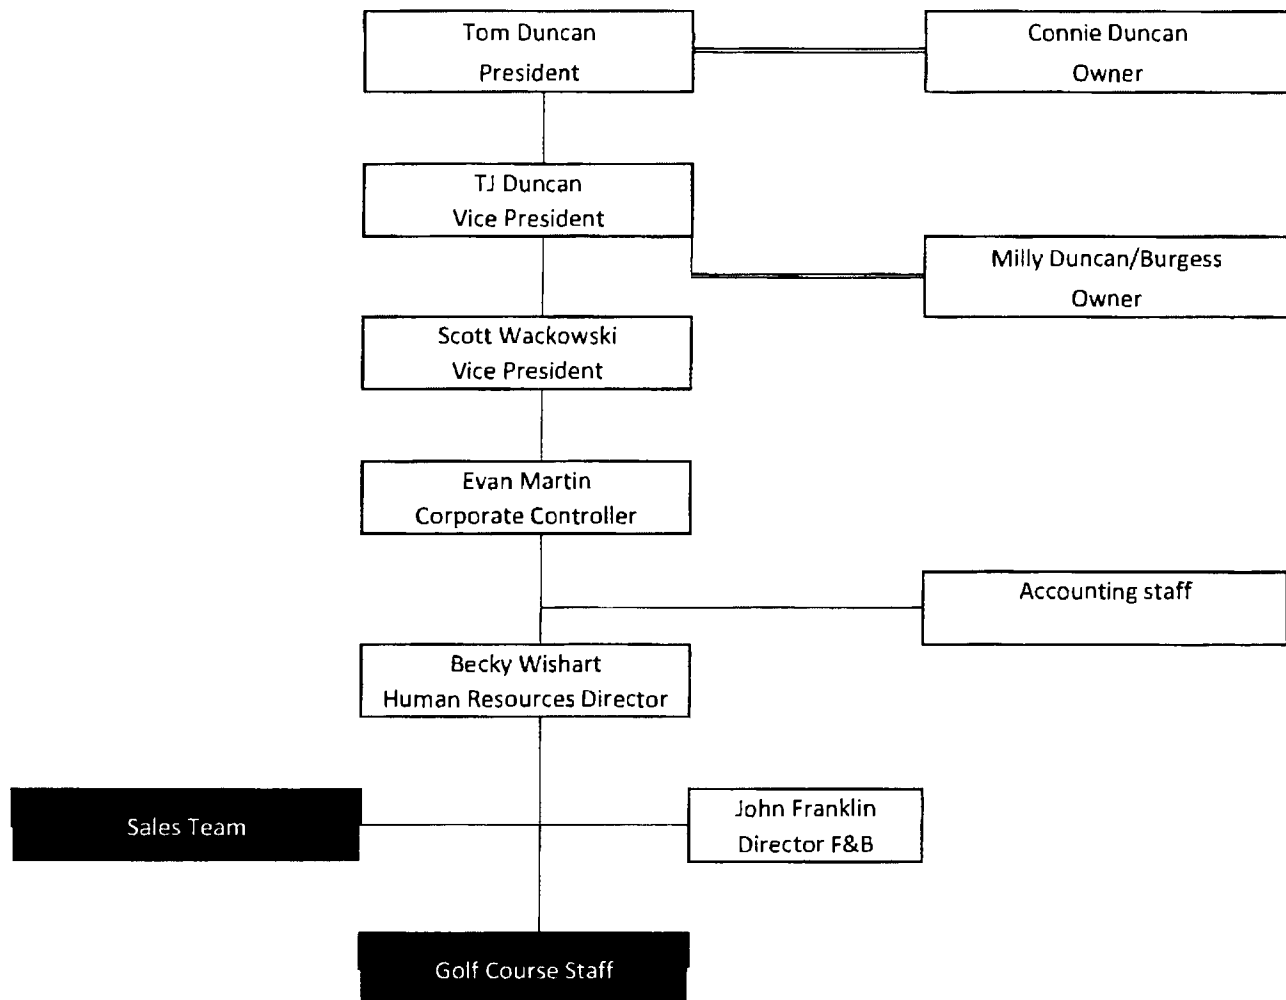 Tom Duncan
President
Connie Duncan
Owner
TJ Duncan
Vice President
Milly Duncan/Burgess
Owner
Scott Wackowski
Vice President
Evan Martin
Corporate Controller
Accounting staff
Becky Wishart
Human Resources Director
Sales Team
John Franklin
Director F&B
Golf Course Staff